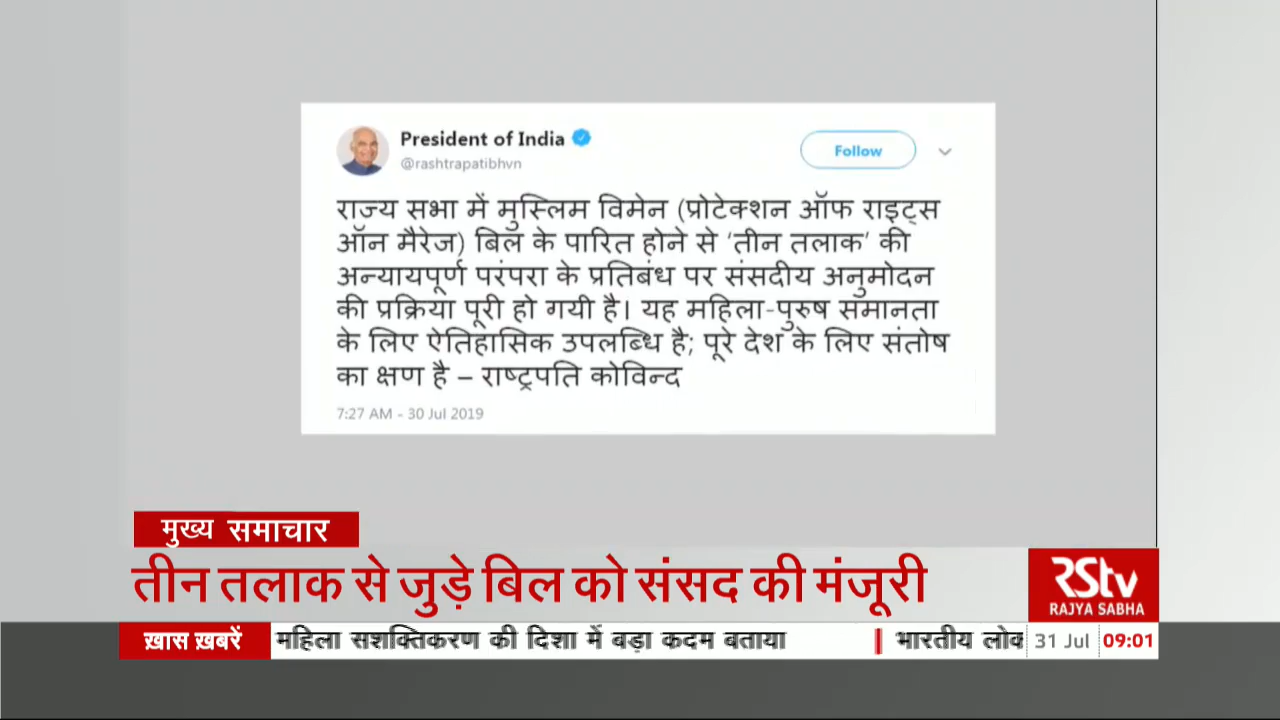 President of India
@rashtrapatibhvn
Follow
राज्य सभा में मुस्लिम विमेन (प्रोटेक्शन ऑफ राइट्स
ऑन मैरेज) बिल के पारित होने से ‘तीन तलाक’ की
अन्यायपूर्ण परंपरा के प्रतिबंध पर संसदीय अनुमोदन
की प्रक्रिया पूरी हो गयी है। यह महिला-पुरुष समानता
के लिए ऐतिहासिक उपलब्धि है; पूरे देश के लिए संतोष
का क्षण है – राष्ट्रपति कोविन्द
7:27 AM - 30 Jul 2019
मुख्य समाचार
तीन तलाक से जुड़े बिल को संसद की मंजूरी
RStv
RAJYA SABHA
ख़ास ख़बरें महिला सशक्तिकरण की दिशा में बड़ा कदम बताया | भारतीय लोक 31 Jul 09:01